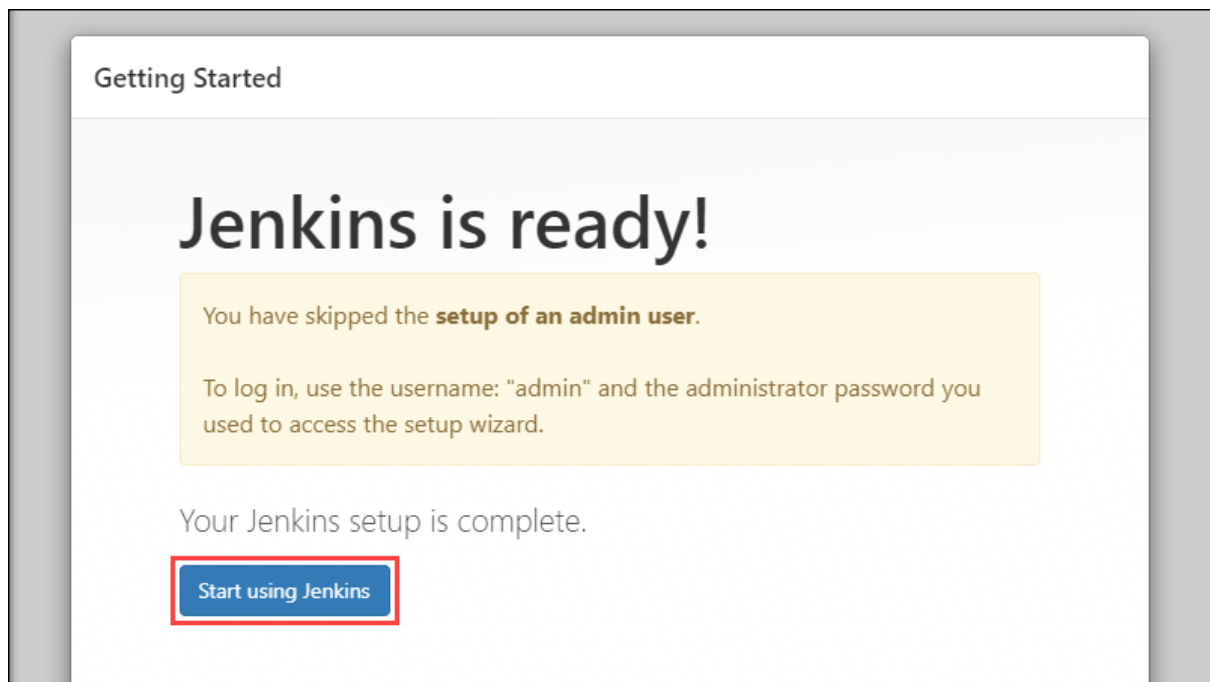 Getting Started
Jenkins is ready!
You have skipped the setup of an admin user.
To log in, use the username: "admin" and the administrator password you
used to access the setup wizard.
Your Jenkins setup is complete.
Start using Jenkins